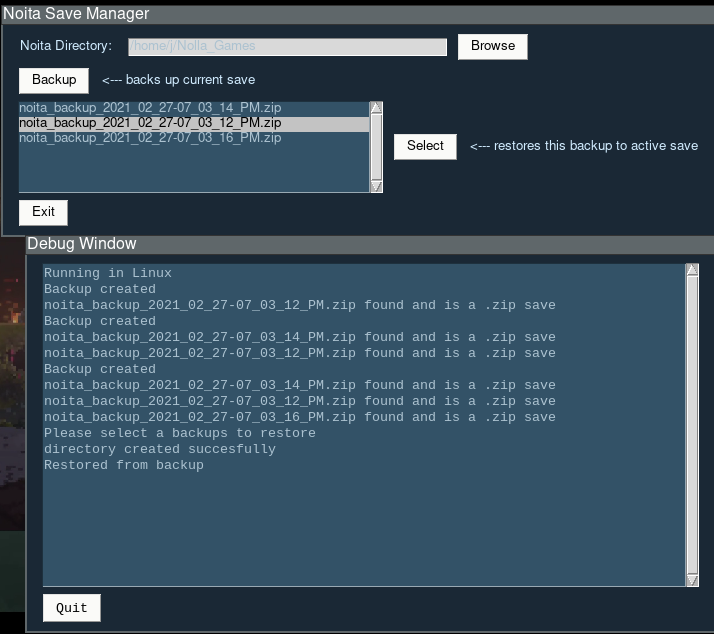 Noita Save Manager
Noita Directory: /home/j/Nolla_Games Browse
Backup <--- backs up current save
noita_backup_2021_02_27-07_03_14_PM.zip
noita_backup_2021_02_27-07_03_12_PM.zip
noita_backup_2021_02_27-07_03_16_PM.zip
Select <--- restores this backup to active save
Exit
Debug Window
Running in Linux
Backup created
noita_backup_2021_02_27-07_03_12_PM.zip found and is a .zip save
Backup created
noita_backup_2021_02_27-07_03_14_PM.zip found and is a .zip save
noita_backup_2021_02_27-07_03_12_PM.zip found and is a .zip save
Backup created
noita_backup_2021_02_27-07_03_14_PM.zip found and is a .zip save
noita_backup_2021_02_27-07_03_12_PM.zip found and is a .zip save
noita_backup_2021_02_27-07_03_16_PM.zip found and is a .zip save
Please select a backups to restore
directory created succesfully
Restored from backup
Quit